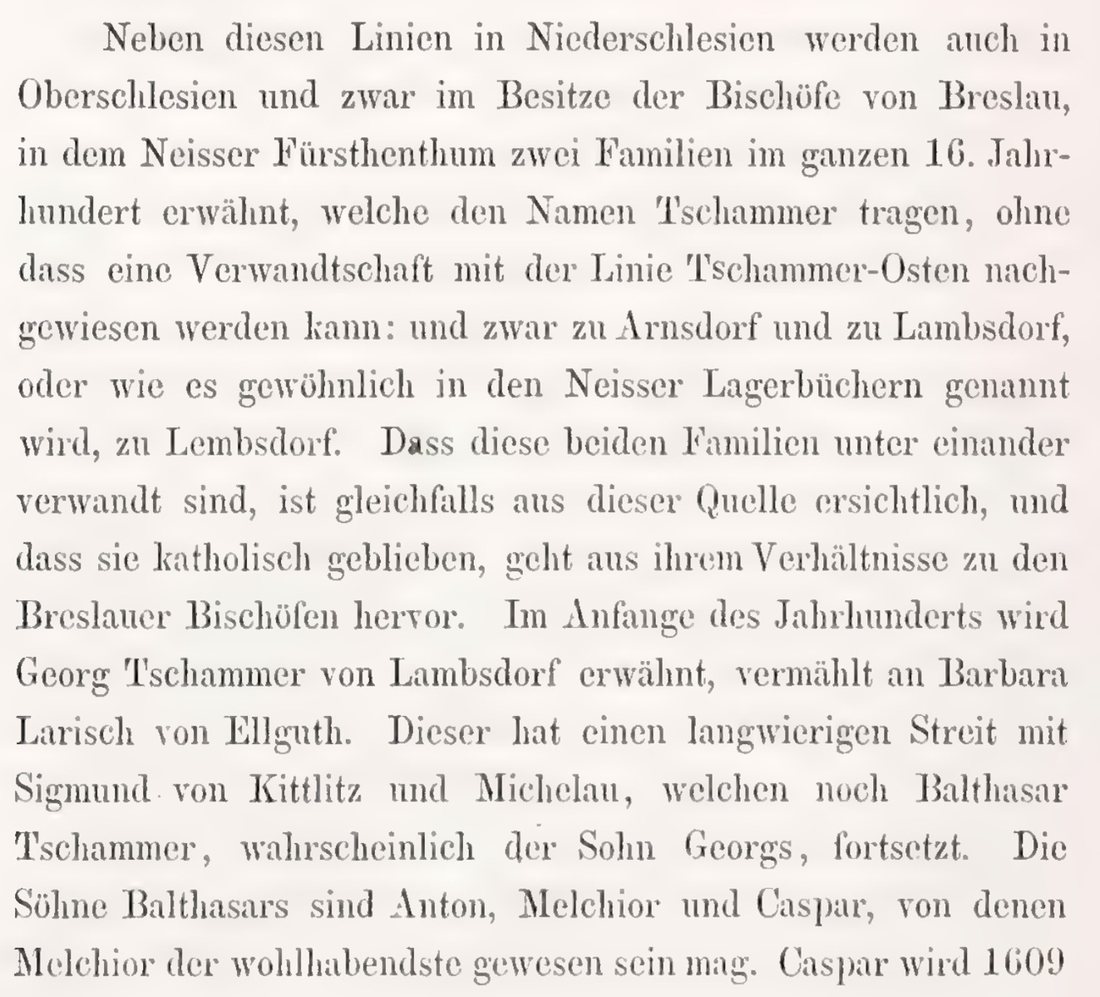 Neben diesen Linien in Niederschlesien werden auch in
Oberschlesien und zwar im Besitze der Bischöfe von Breslau,
in dem Neisser Fürsthenthum zwei Familien im ganzen 16. Jahr-
hundert erwähnt, welche den Namen Tschammer tragen, ohne
dass eine Verwandtschaft mit der Linie Tschammer-Osten nach-
gewiesen werden kann: und zwar zu Arnsdorf und zu Lambsdorf,
oder wie es gewöhnlich in den Neisser Lagerbüchern genannt
wird, zu Lembsdorf. Dass diese beiden Familien unter einander
verwandt sind, ist gleichfalls aus dieser Quelle ersichtlich, und
dass sie katholisch geblieben, geht aus ihrem Verhältnisse zu den
Breslauer Bischöfen hervor. Im Anfange des Jahrhunderts wird
Georg Tschammer von Lambsdorf erwähnt, vermählt an Barbara
Larisch von Ellguth. Dieser hat einen langwierigen Streit mit
Sigmund von Kittlitz und Michelau, welchen noch Balthasar
Tschammer, wahrscheinlich der Sohn Georgs, fortsetzt. Die
Söhne Balthasars sind Anton, Melchior und Caspar, von denen
Melchior der wohlhabendste gewesen sein mag. Caspar wird 1609